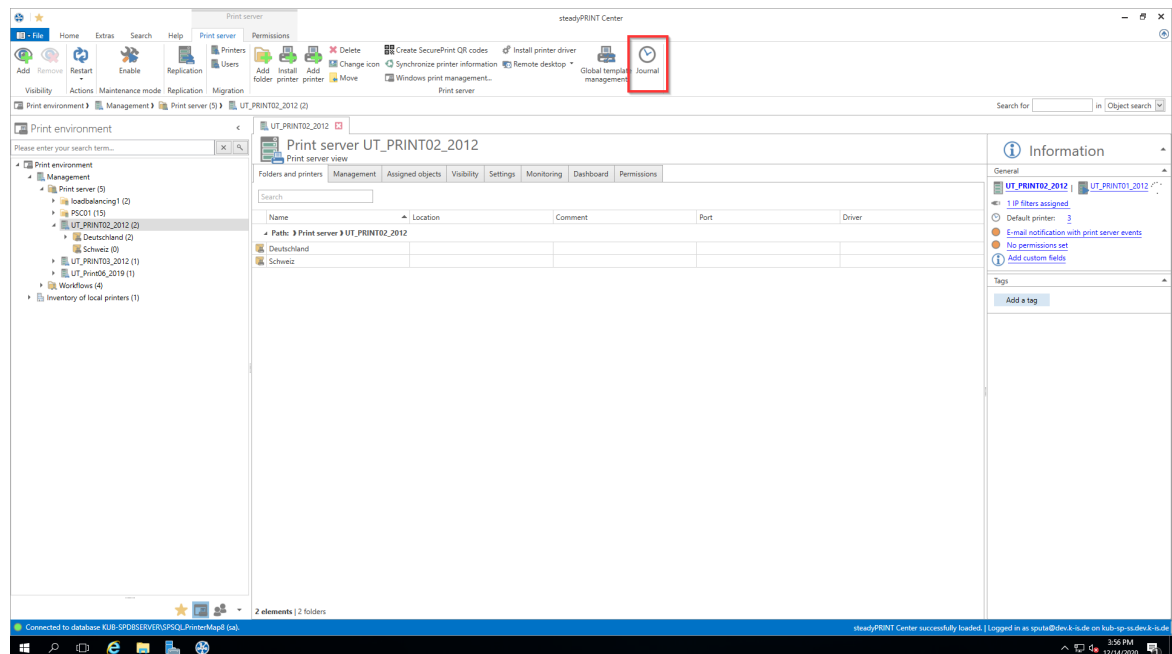 Print server
steadyPRINT Center
File Home Extras Search Help Print server Permissions
Add Remove Restart Enable Replication Printers Users
Add folder Install printer Add printer
Delete Change icon Move
Create SecurePrint QR codes Install printer driver
Synchronize printer information Remote desktop
Windows print management...
Global template management Journal
Visibility Actions Maintenance mode Replication Migration Print server
Print environment Management Print server (5) UT_PRINT02_2012 (2)
Search for in Object search
Print environment
Please enter your search term...
Print environment
Management
Print server (5)
loadbalancing1 (2)
PSC01 (15)
UT_PRINT02_2012 (2)
Deutschland (2)
Schweiz (0)
UT_PRINT03_2012 (1)
UT_Print06_2019 (1)
Workflows (4)
Inventory of local printers (1)
UT_PRINT02_2012
Print server UT_PRINT02_2012
Print server view
Folders and printers Management Assigned objects Visibility Settings Monitoring Dashboard Permissions
Search
Name Location Comment Port Driver
Path: Print server UT_PRINT02_2012
Deutschland
Schweiz
2 elements | 2 folders
Information
General
UT_PRINT02_2012 | UT_PRINT01_2012
1 IP filters assigned
Default printer: 3
E-mail notification with print server events
No permissions set
Add custom fields
Tags
Add a tag
Connected to database KUB-SPDBSERVER\SPSQL.PrinterMap8 (sa).
steadyPRINT Center successfully loaded. | Logged in as sputa@dev.k-is.de on kub-sp-ss.dev.k-is.de
3:56 PM
12/14/2020